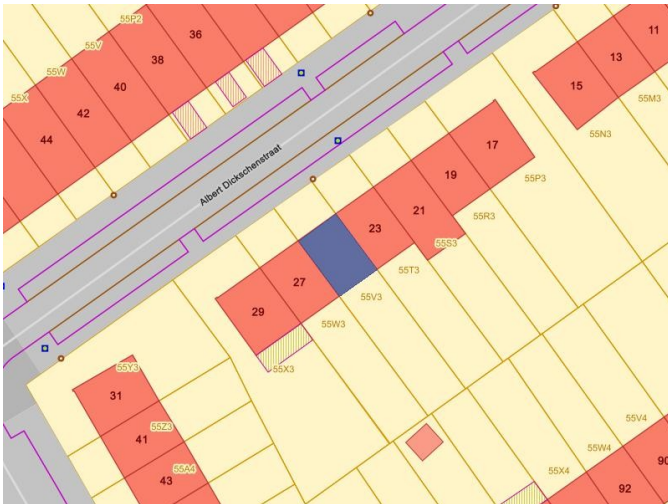 55P2
36
55V
38
55W
40
55X
42
44
11
13
15
55M3
55N3
Albert Dickschenstraat
17
19
21
23
55P3
55R3
55S3
55T3
27
55V3
29
55W3
55X3
55Y3
31
55Z3
41
55A4
43
55V4
55W4
90
55X4
92